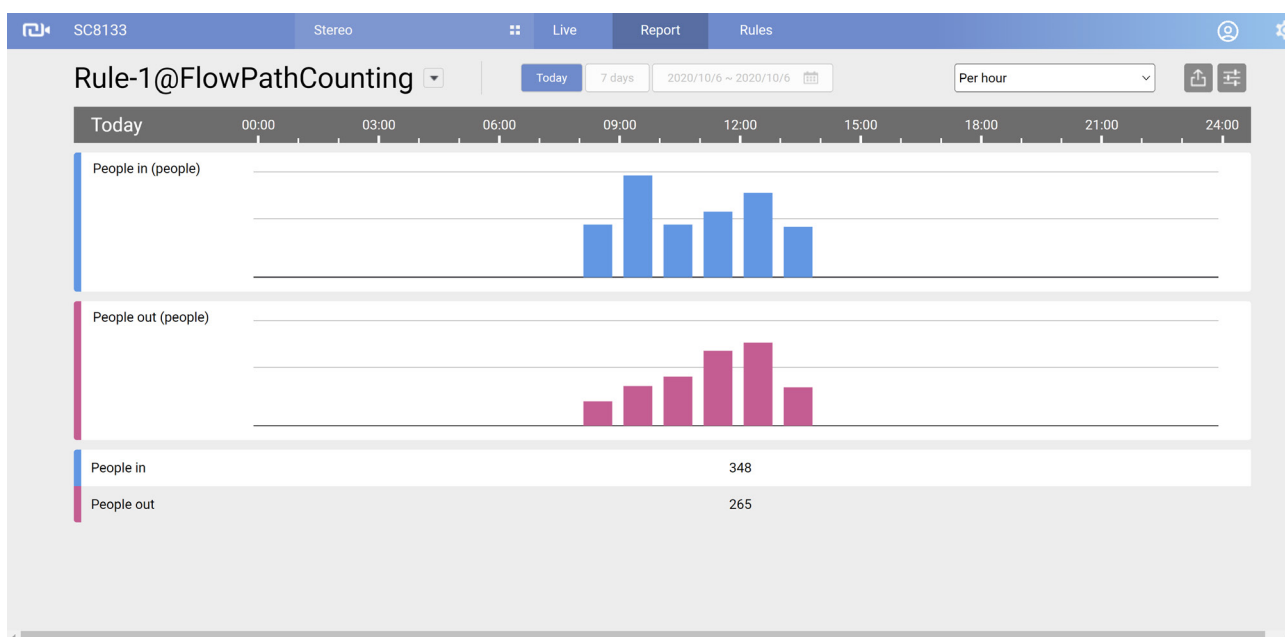 SC8133 Stereo Live Report Rules
Rule-1@FlowPathCounting Today 7 days 2020/10/6 ~ 2020/10/6 Per hour
Today 00:00 03:00 06:00 09:00 12:00 15:00 18:00 21:00 24:00
People in (people)
People out (people)
People in 348
People out 265